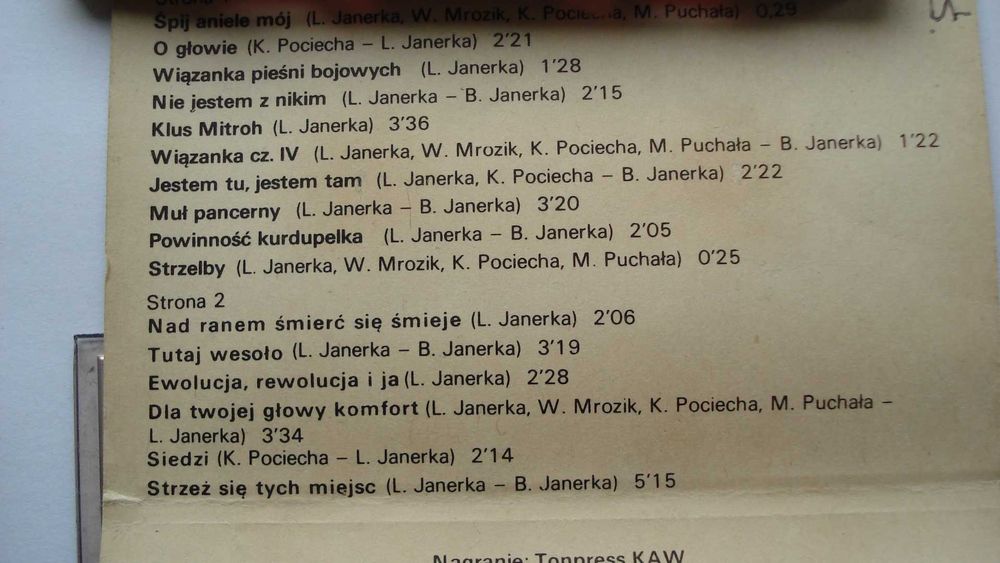 Strona 1
Śpij aniele mój (L. Janerka, W. Mrozik, K. Pociecha, M. Puchała) 0,29
O głowie (K. Pociecha – L. Janerka) 2'21
Wiązanka pieśni bojowych (L. Janerka) 1'28
Nie jestem z nikim (L. Janerka – B. Janerka) 2'15
Klus Mitroh (L. Janerka) 3'36
Wiązanka cz. IV (L. Janerka, W. Mrozik, K. Pociecha, M. Puchała – B. Janerka) 1'22
Jestem tu, jestem tam (L. Janerka, K. Pociecha – B. Janerka) 2'22
Muł pancerny (L. Janerka – B. Janerka) 3'20
Powinność kurdupelka (L. Janerka – B. Janerka) 2'05
Strzelby (L. Janerka, W. Mrozik, K. Pociecha, M. Puchała) 0'25
Strona 2
Nad ranem śmierć się śmieje (L. Janerka) 2'06
Tutaj wesoło (L. Janerka – B. Janerka) 3'19
Ewolucja, rewolucja i ja (L. Janerka) 2'28
Dla twojej głowy komfort (L. Janerka, W. Mrozik, K. Pociecha, M. Puchała –
L. Janerka) 3'34
Siedzi (K. Pociecha – L. Janerka) 2'14
Strzeż się tych miejsc (L. Janerka – B. Janerka) 5'15
Nagranie: Tonpress KAW